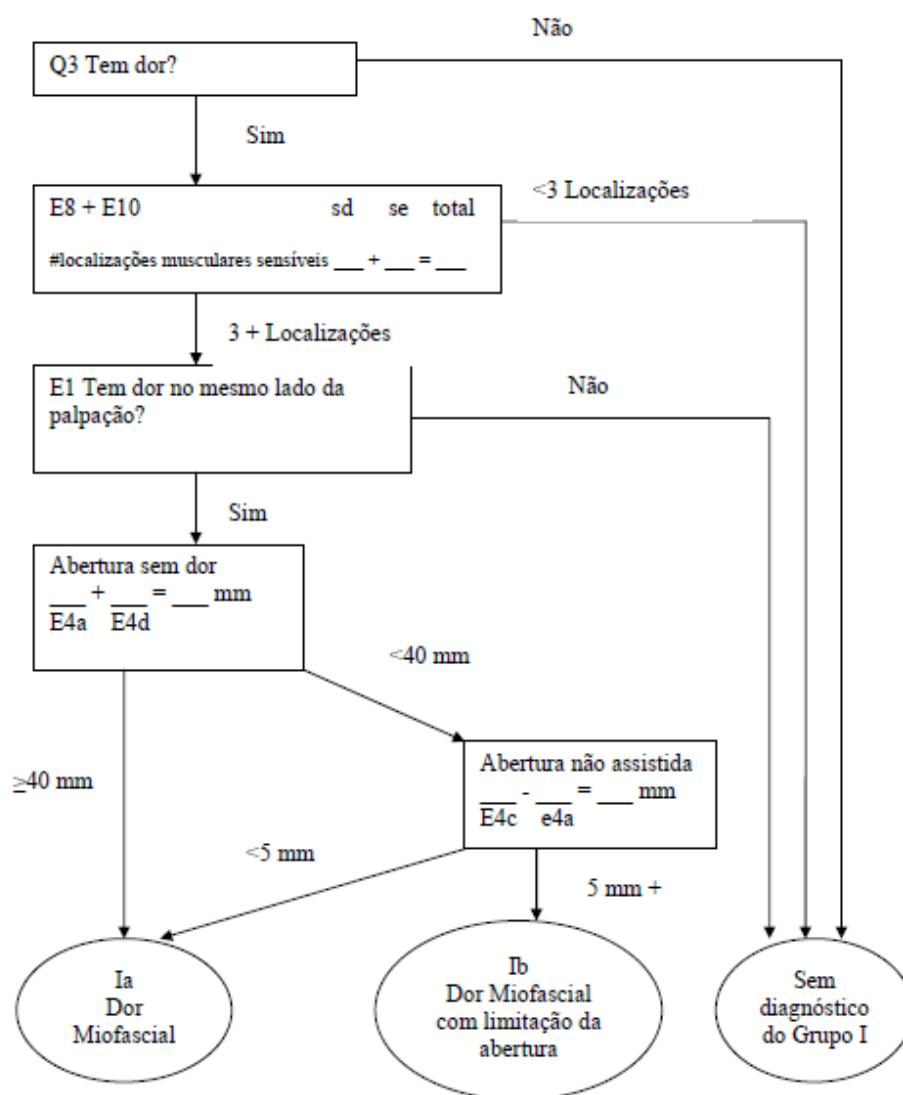 Não
Q3 Tem dor?
Sim
<3 Localizações
E8 + E10 sd se total
#localizações musculares sensíveis ___ + ___ = ___
3 + Localizações
E1 Tem dor no mesmo lado da
palpação?
Não
Sim
Abertura sem dor
___ + ___ = ___ mm
E4a E4d
<40 mm
≥40 mm
Abertura não assistida
___ - ___ = ___ mm
E4c e4a
<5 mm
5 mm +
Ia
Dor
Miofascial
Ib
Dor Miofascial
com limitação da
abertura
Sem
diagnóstico
do Grupo I